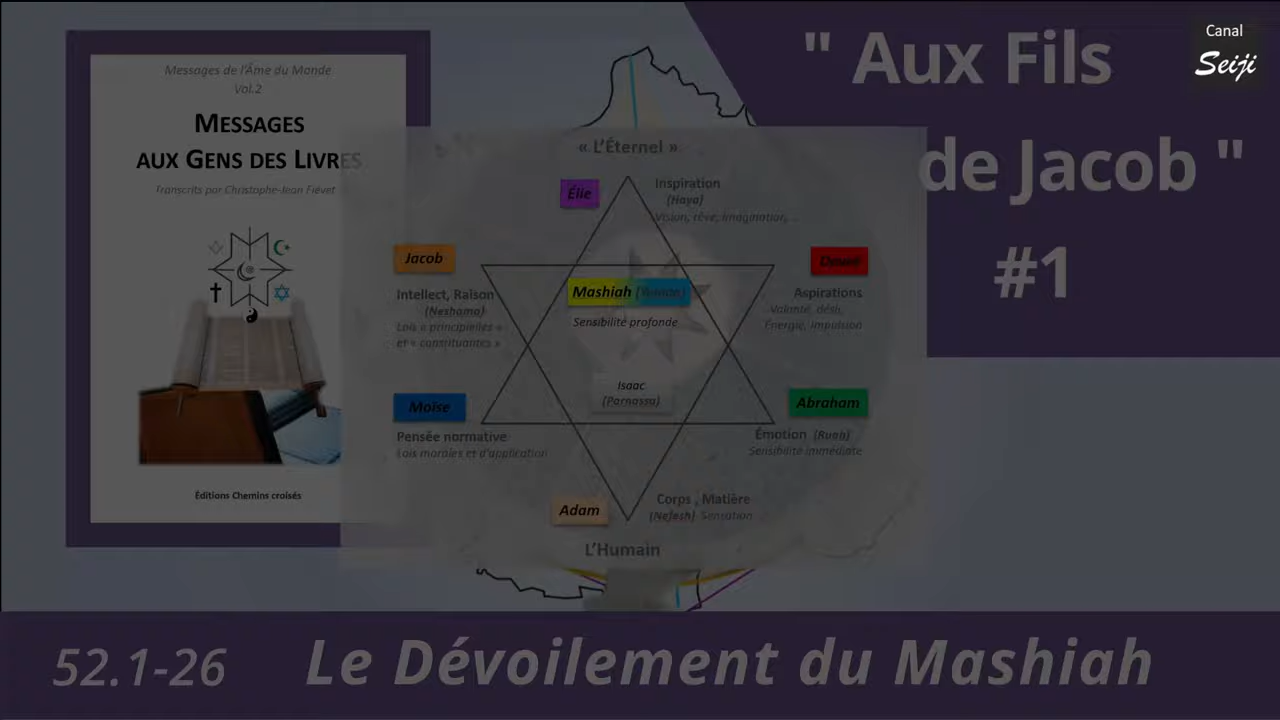 Messages de l'Âme du Monde
Vol.2
MESSAGES
AUX GENS DES LIVRES
Transcrits par Christophe-Jean Fiévet
Éditions Chemins croisés
" Aux Fils
de Jacob "
#1
Canal
Seiji
« L'Éternel »
Élie
Inspiration
(Haya)
Vision, rêve, imagination, ...
Jacob
Intellect, Raison
(Neshama)
Lois « principielles »
et « constituantes »
Mashiah
Sensibilité profonde
Aspirations
Volonté, désir,
Énergie, impulsion
Isaac
(Parnassa)
Moïse
Pensée normative
Lois morales et d'application
Abraham
Émotion (Ruah)
Sensibilité immédiate
Adam
Corps , Matière
(Nefesh) Sensation
L'Humain
52.1-26 Le Dévoilement du Mashiah